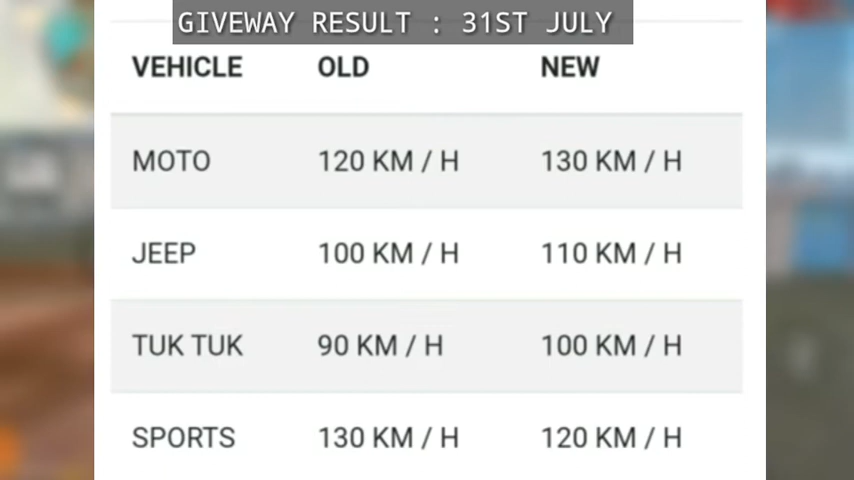 GIVEWAY RESULT : 31ST JULY
VEHICLE OLD NEW
MOTO 120 KM / H 130 KM / H
JEEP 100 KM / H 110 KM / H
TUK TUK 90 KM / H 100 KM / H
SPORTS 130 KM / H 120 KM / H